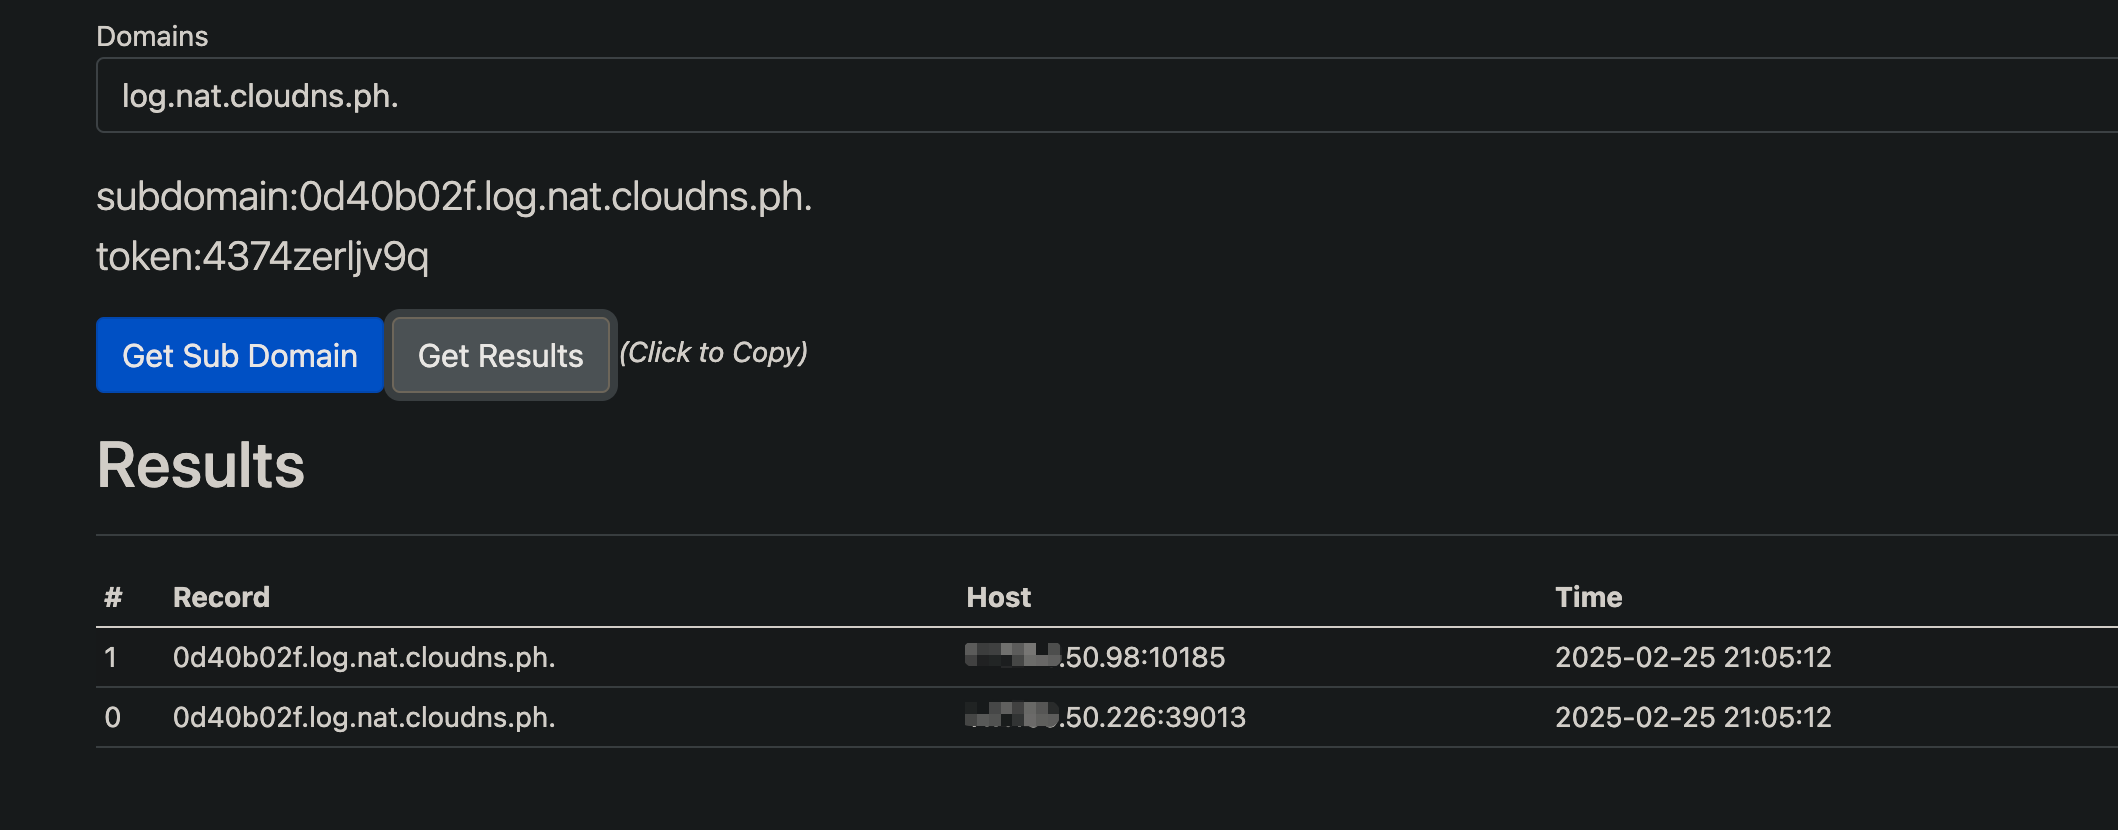 Domains
log.nat.cloudns.ph.
subdomain:0d40b02f.log.nat.cloudns.ph.
token:4374zerljv9q
Get Sub Domain Get Results (Click to Copy)
Results
# Record Host Time
1 0d40b02f.log.nat.cloudns.ph. .50.98:10185 2025-02-25 21:05:12
0 0d40b02f.log.nat.cloudns.ph. .50.226:39013 2025-02-25 21:05:12